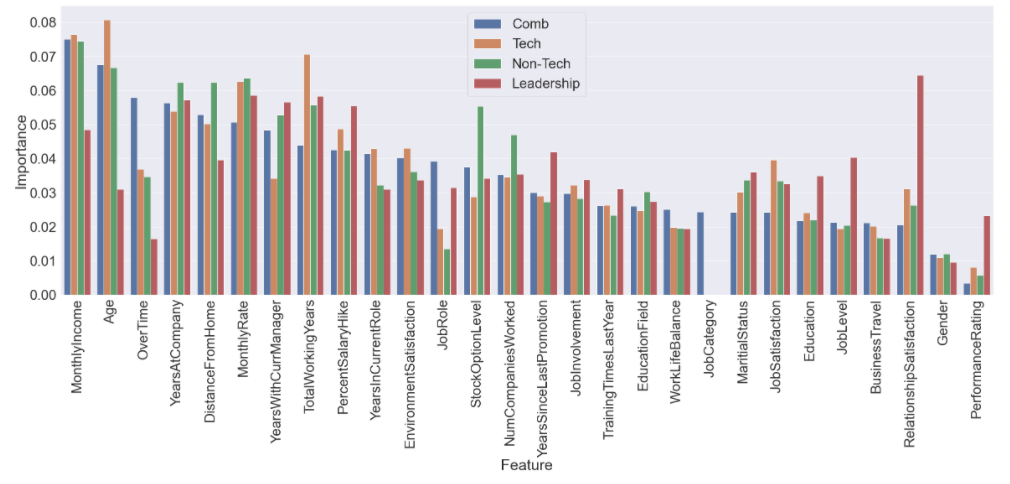 Comb
Tech
Non-Tech
Leadership
Importance
0.08
0.07
0.06
0.05
0.04
0.03
0.02
0.01
0.00
MonthlyIncome
Age
OverTime
YearsAtCompany
DistanceFromHome
MonthlyRate
YearsWithCurrManager
TotalWorkingYears
PercentSalaryHike
YearsInCurrentRole
EnvironmentSatisfaction
JobRole
StockOptionLevel
NumCompaniesWorked
YearsSinceLastPromotion
JobInvolvement
TrainingTimesLastYear
EducationField
WorkLifeBalance
JobCategory
MaritialStatus
JobSatisfaction
Education
JobLevel
BusinessTravel
RelationshipSatisfaction
Gender
PerformanceRating
Feature